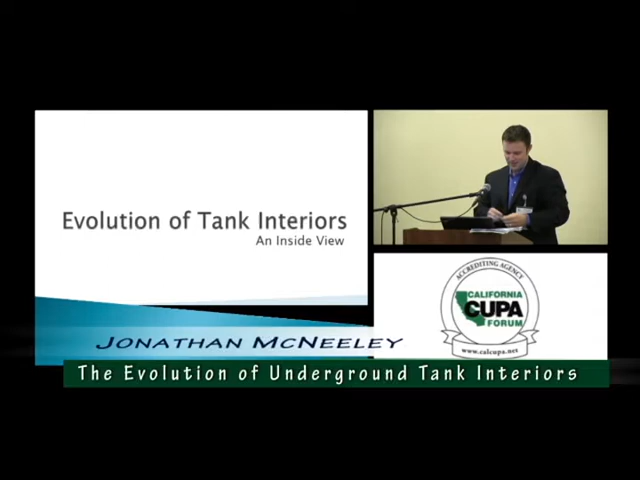 Evolution of Tank Interiors
An Inside View
ACCREDITING AGENCY
CALIFORNIA
CUPA
FORUM
www.calcupa.net
JONATHAN MCNEELEY
The Evolution of Underground Tank Interiors